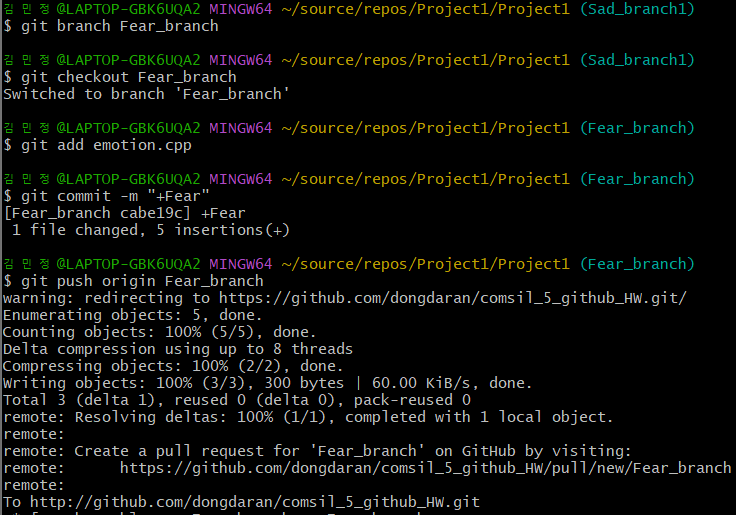 김 민 정 @LAPTOP-GBK6UQA2 MINGW64 ~/source/repos/Project1/Project1 (Sad_branch1)
$ git branch Fear_branch
김 민 정 @LAPTOP-GBK6UQA2 MINGW64 ~/source/repos/Project1/Project1 (Sad_branch1)
$ git checkout Fear_branch
Switched to branch 'Fear_branch'
김 민 정 @LAPTOP-GBK6UQA2 MINGW64 ~/source/repos/Project1/Project1 (Fear_branch)
$ git add emotion.cpp
김 민 정 @LAPTOP-GBK6UQA2 MINGW64 ~/source/repos/Project1/Project1 (Fear_branch)
$ git commit -m "+Fear"
[Fear_branch cabe19c] +Fear
 1 file changed, 5 insertions(+)
김 민 정 @LAPTOP-GBK6UQA2 MINGW64 ~/source/repos/Project1/Project1 (Fear_branch)
$ git push origin Fear_branch
warning: redirecting to https://github.com/dongdaran/comsil_5_github_HW.git/
Enumerating objects: 5, done.
Counting objects: 100% (5/5), done.
Delta compression using up to 8 threads
Compressing objects: 100% (2/2), done.
Writing objects: 100% (3/3), 300 bytes | 60.00 KiB/s, done.
Total 3 (delta 1), reused 0 (delta 0), pack-reused 0
remote: Resolving deltas: 100% (1/1), completed with 1 local object.
remote:
remote: Create a pull request for 'Fear_branch' on GitHub by visiting:
remote:      https://github.com/dongdaran/comsil_5_github_HW/pull/new/Fear_branch
remote:
To http://github.com/dongdaran/comsil_5_github_HW.git